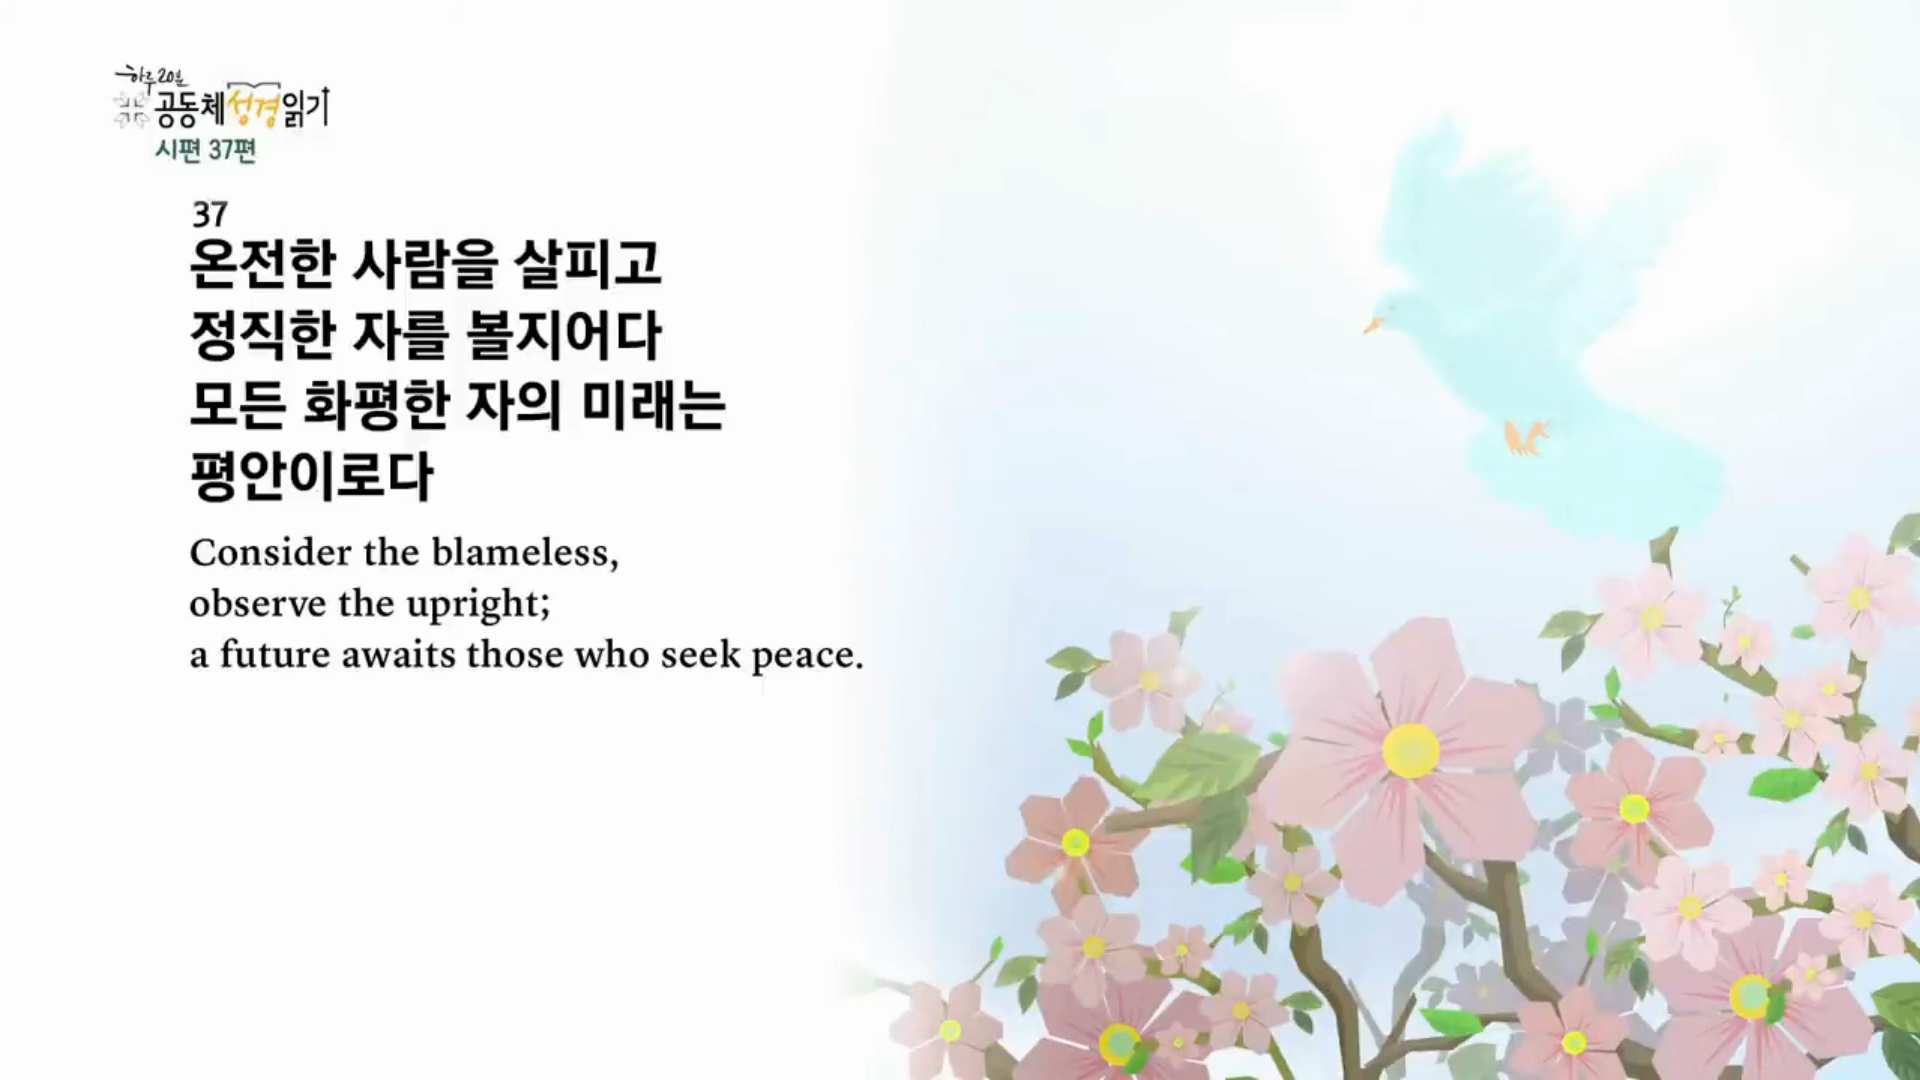 하루20분
공동체성경읽기
시편 37편
37
온전한 사람을 살피고
정직한 자를 볼지어다
모든 화평한 자의 미래는
평안이로다
Consider the blameless,
observe the upright;
a future awaits those who seek peace.